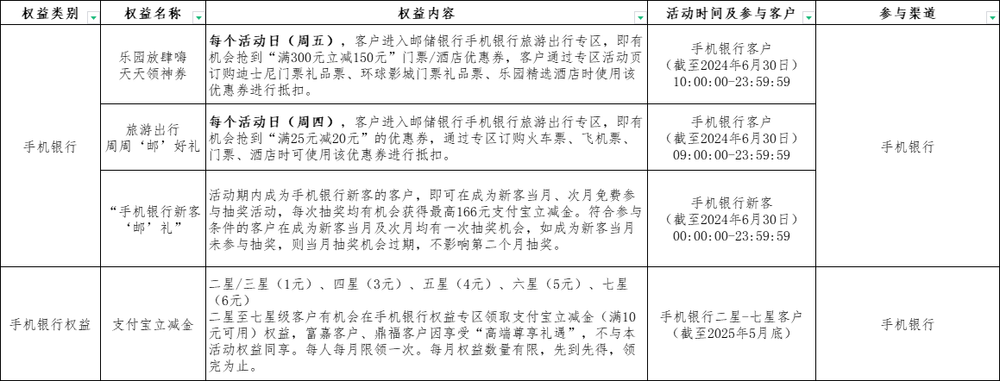 权益类别
权益名称
权益内容
活动时间及参与客户
参与渠道
手机银行
乐园放肆嗨
天天领神券
每个活动日（周五），客户进入邮储银行手机银行旅游出行专区，即有
机会抢到“满300元立减150元”门票/酒店优惠券，客户通过专区活动页
订购迪士尼门票礼品票、环球影城门票礼品票、乐园精选酒店时使用该
优惠券进行抵扣。
手机银行客户
（截至2024年6月30日）
10:00:00-23:59:59
手机银行
旅游出行
周周‘邮’好礼
每个活动日（周四），客户进入邮储银行手机银行旅游出行专区，即有
机会抢到“满25元减20元”的优惠券，通过专区订购火车票、飞机票、
门票、酒店时可使用该优惠券进行抵扣。
手机银行客户
（截至2024年6月30日）
09:00:00-23:59:59
“手机银行新客
‘邮’礼”
活动期内成为手机银行新客的客户，即可在成为新客当月、次月免费参
与抽奖活动，每次抽奖均有机会获得最高166元支付宝立减金。符合参与
条件的客户在成为新客当月及次月均有一次抽奖机会，如成为新客当月
未参与抽奖，则当月抽奖机会过期，不影响第二个月抽奖。
手机银行新客
（截至2024年6月30日）
00:00:00-23:59:59
手机银行权益
支付宝立减金
二星/三星（1元）、四星（3元）、五星（4元）、六星（5元）、七星
（6元）
二星至七星级客户有机会在手机银行权益专区领取支付宝立减金（满10
元可用）权益，富嘉客户、鼎福客户因享受“高端尊享礼遇”，不与本
活动权益同享。每人每月限领一次。每月权益数量有限，先到先得，领
完为止。
手机银行二星-七星客户
（截至2025年5月底）
手机银行